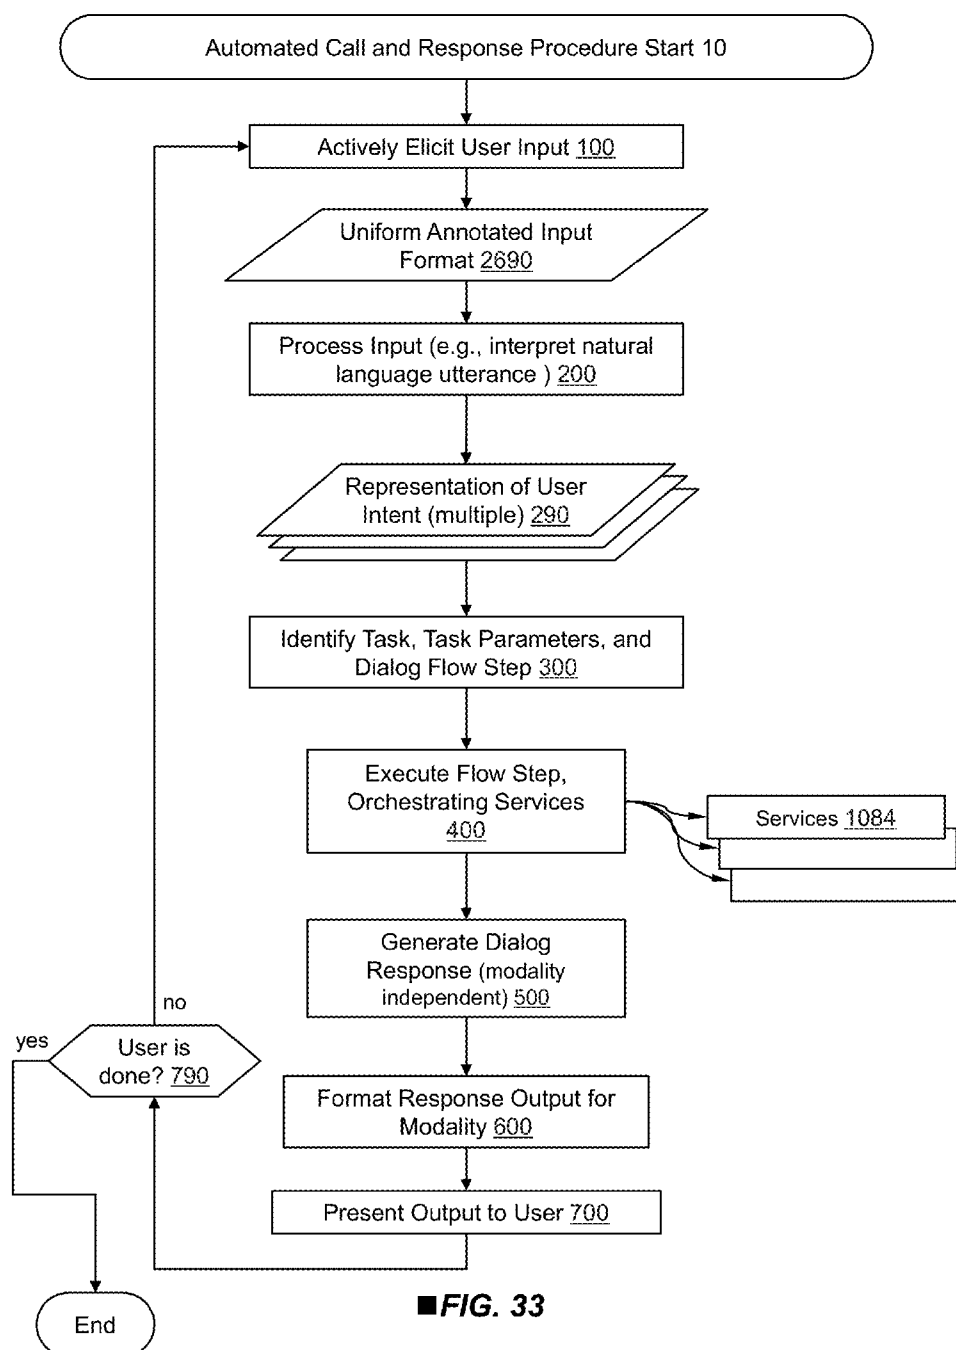 Automated Call and Response Procedure Start 10
Actively Elicit User Input 100
Uniform Annotated Input
Format 2690
Process Input (e.g., interpret natural
language utterance ) 200
Representation of User
Intent (multiple) 290
Identify Task, Task Parameters, and
Dialog Flow Step 300
Execute Flow Step,
Orchestrating Services
400
Services 1084
Generate Dialog
Response (modality
independent) 500
no
yes
User is
done? 790
Format Response Output for
Modality 600
Present Output to User 700
End
■FIG. 33